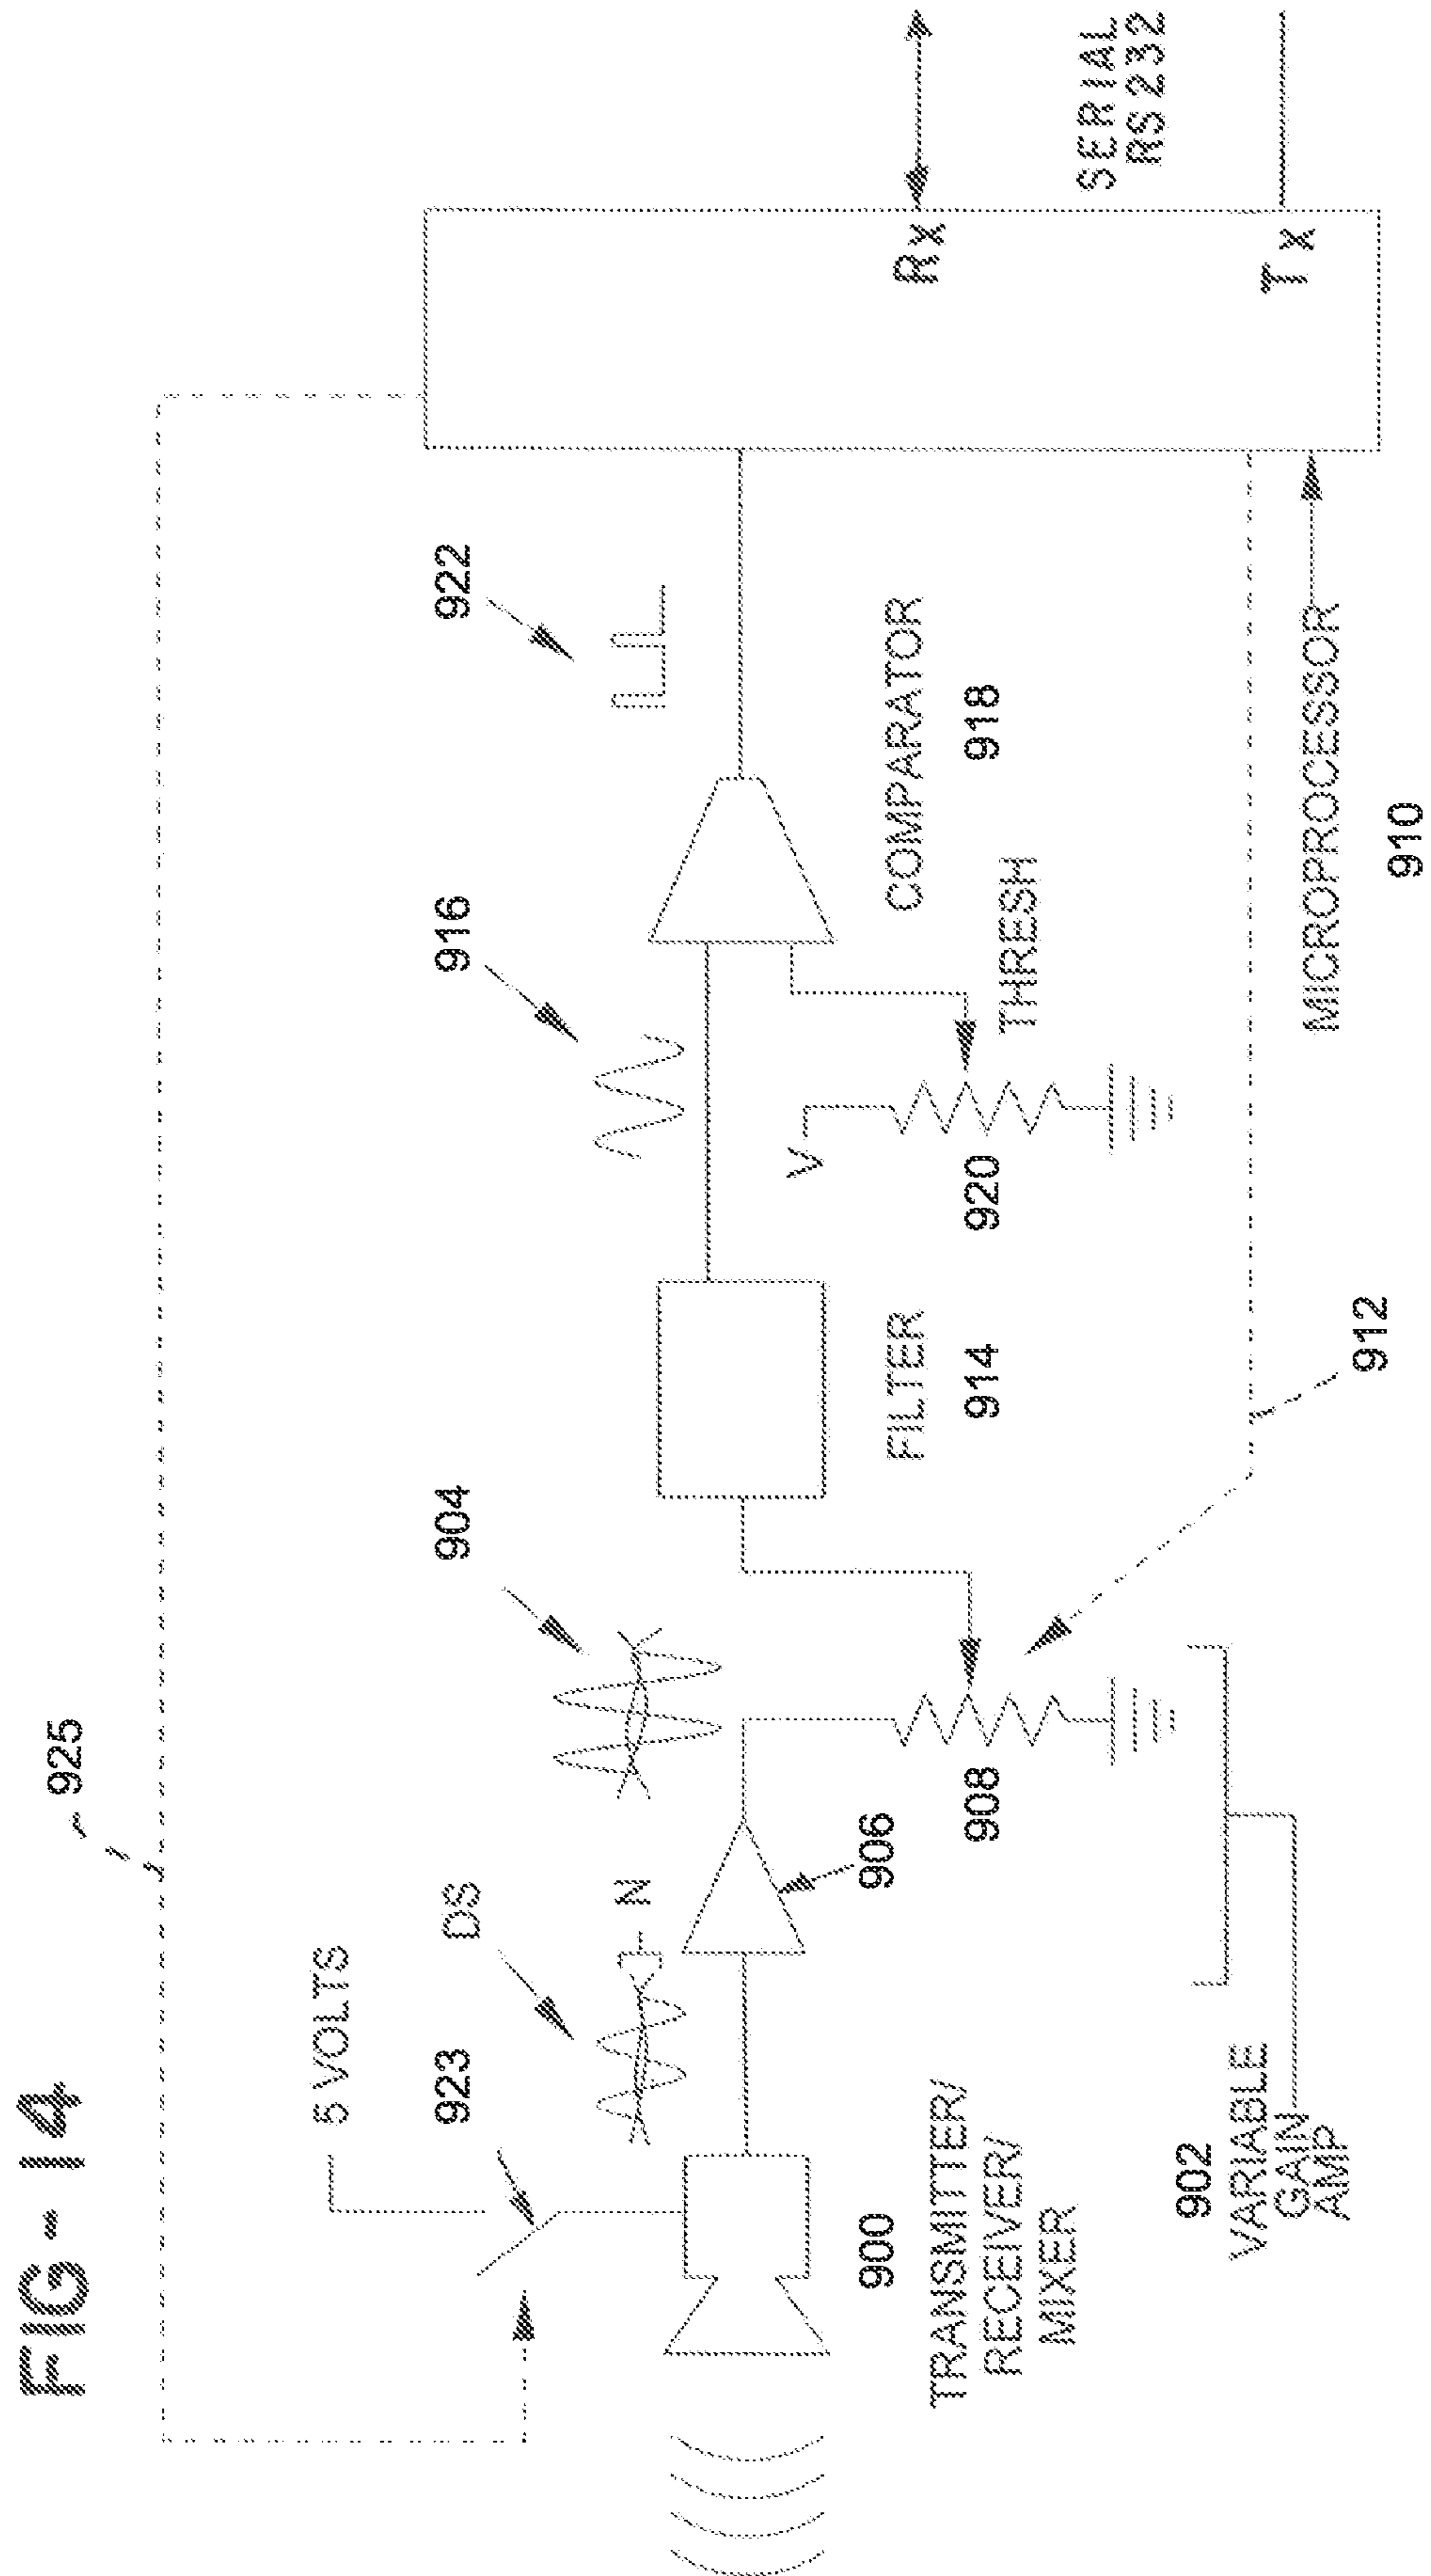 FIG - 14
925
5 VOLTS
923
DS
N
904
916
922
906
900
TRANSMITTER/
RECEIVER/
MIXER
908
902
VARIABLE
GAIN
AMP
FILTER
914
V
920
THRESH
COMPARATOR
918
912
MICROPROCESSOR
910
Rx
Tx
SERIAL
RS232